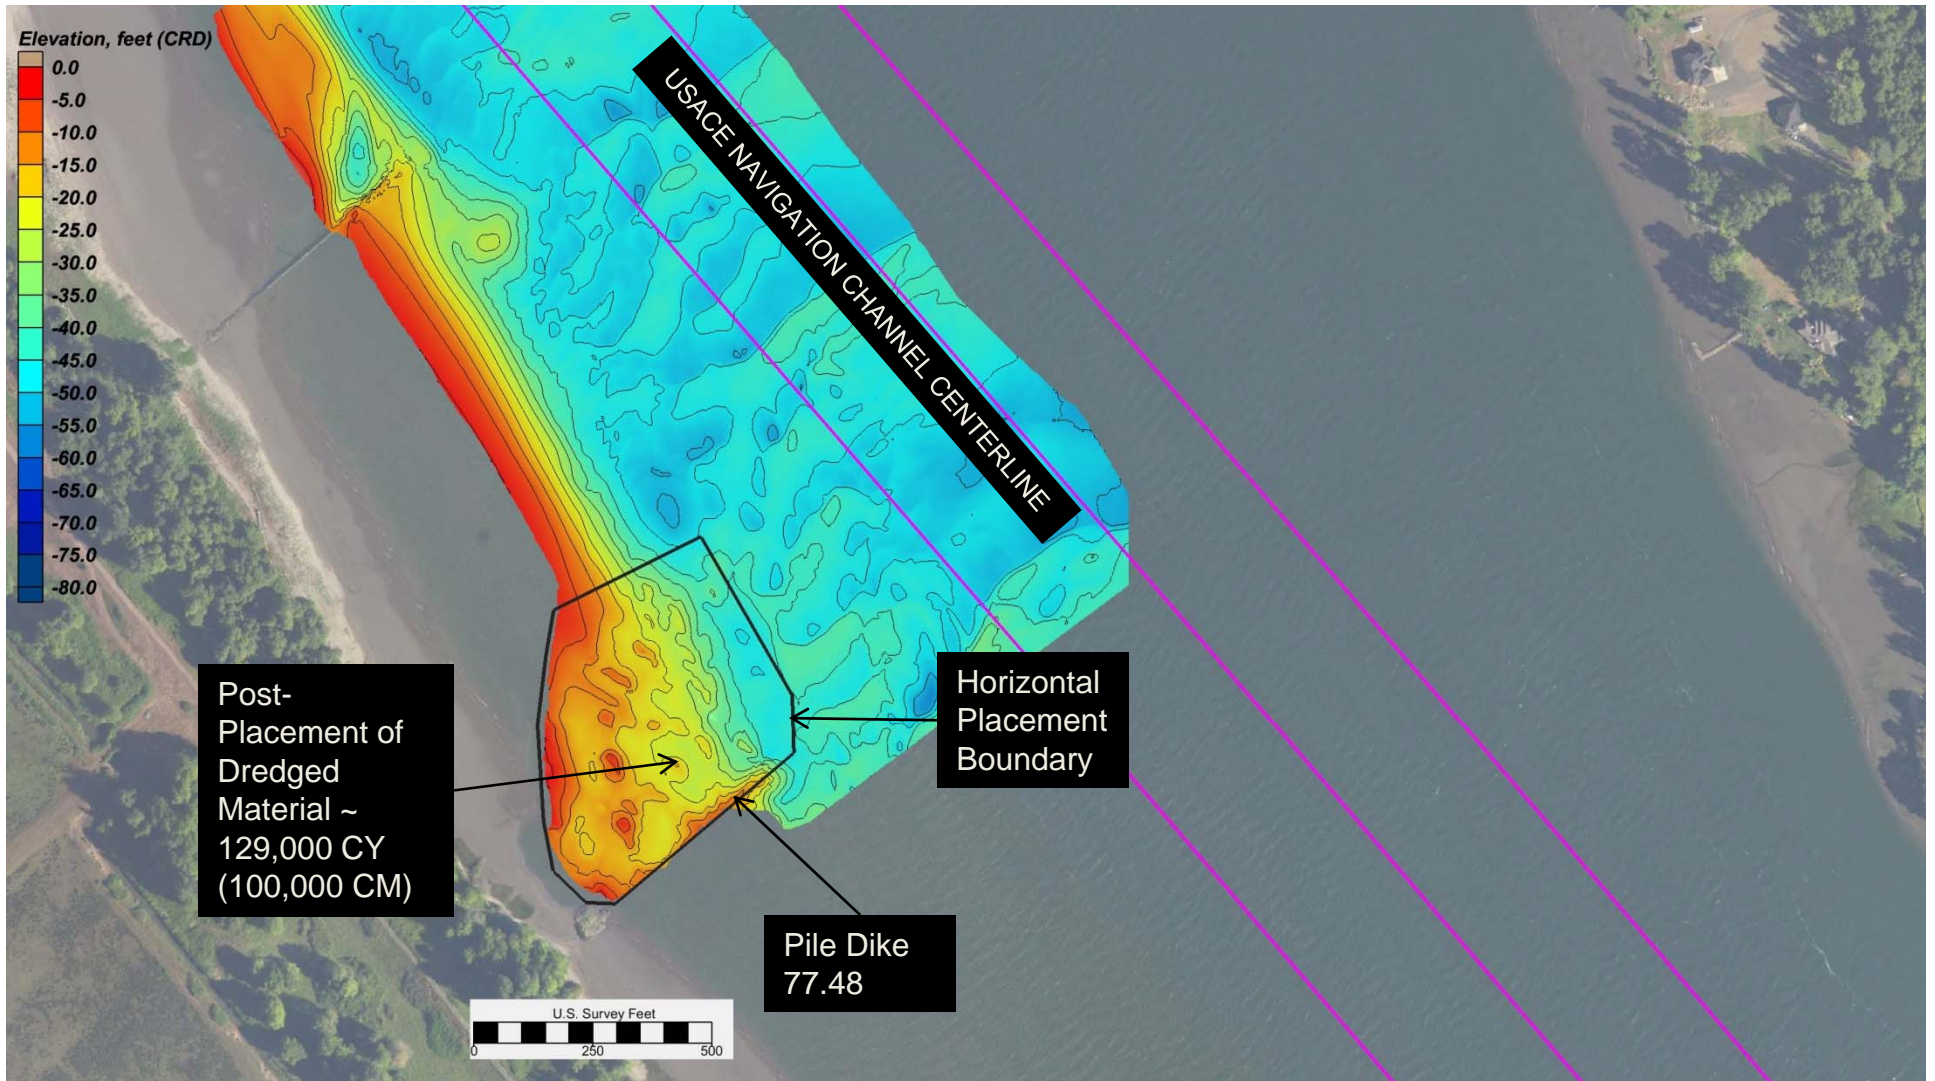 Elevation, feet (CRD)
0.0
-5.0
-10.0
-15.0
-20.0
-25.0
-30.0
-35.0
-40.0
-45.0
-50.0
-55.0
-60.0
-65.0
-70.0
-75.0
-80.0
USACE NAVIGATION CHANNEL CENTERLINE
Post-
Placement of
Dredged
Material ~
129,000 CY
(100,000 CM)
Horizontal
Placement
Boundary
Pile Dike
77.48
U.S. Survey Feet
0 250 500